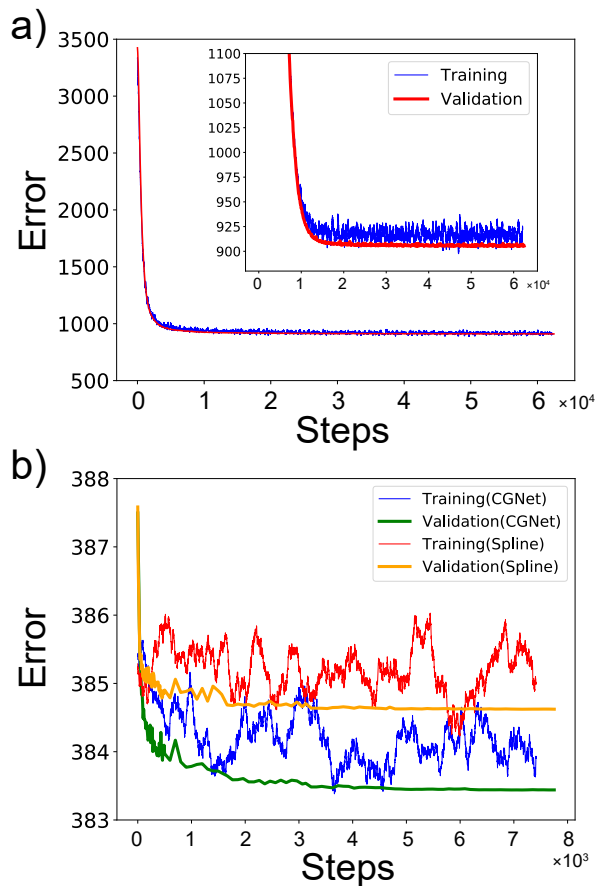 a)
3500
3000
2500
2000
1500
1000
500
Error
0 1 2 3 4 5 6 ×10⁴
Steps
1100
1075
1050
1025
1000
975
950
925
900
0 1 2 3 4 5 6 ×10⁴
Training
Validation
b)
388
387
386
385
384
383
Error
0 1 2 3 4 5 6 7 8
×10³
Steps
Training(CGNet)
Validation(CGNet)
Training(Spline)
Validation(Spline)